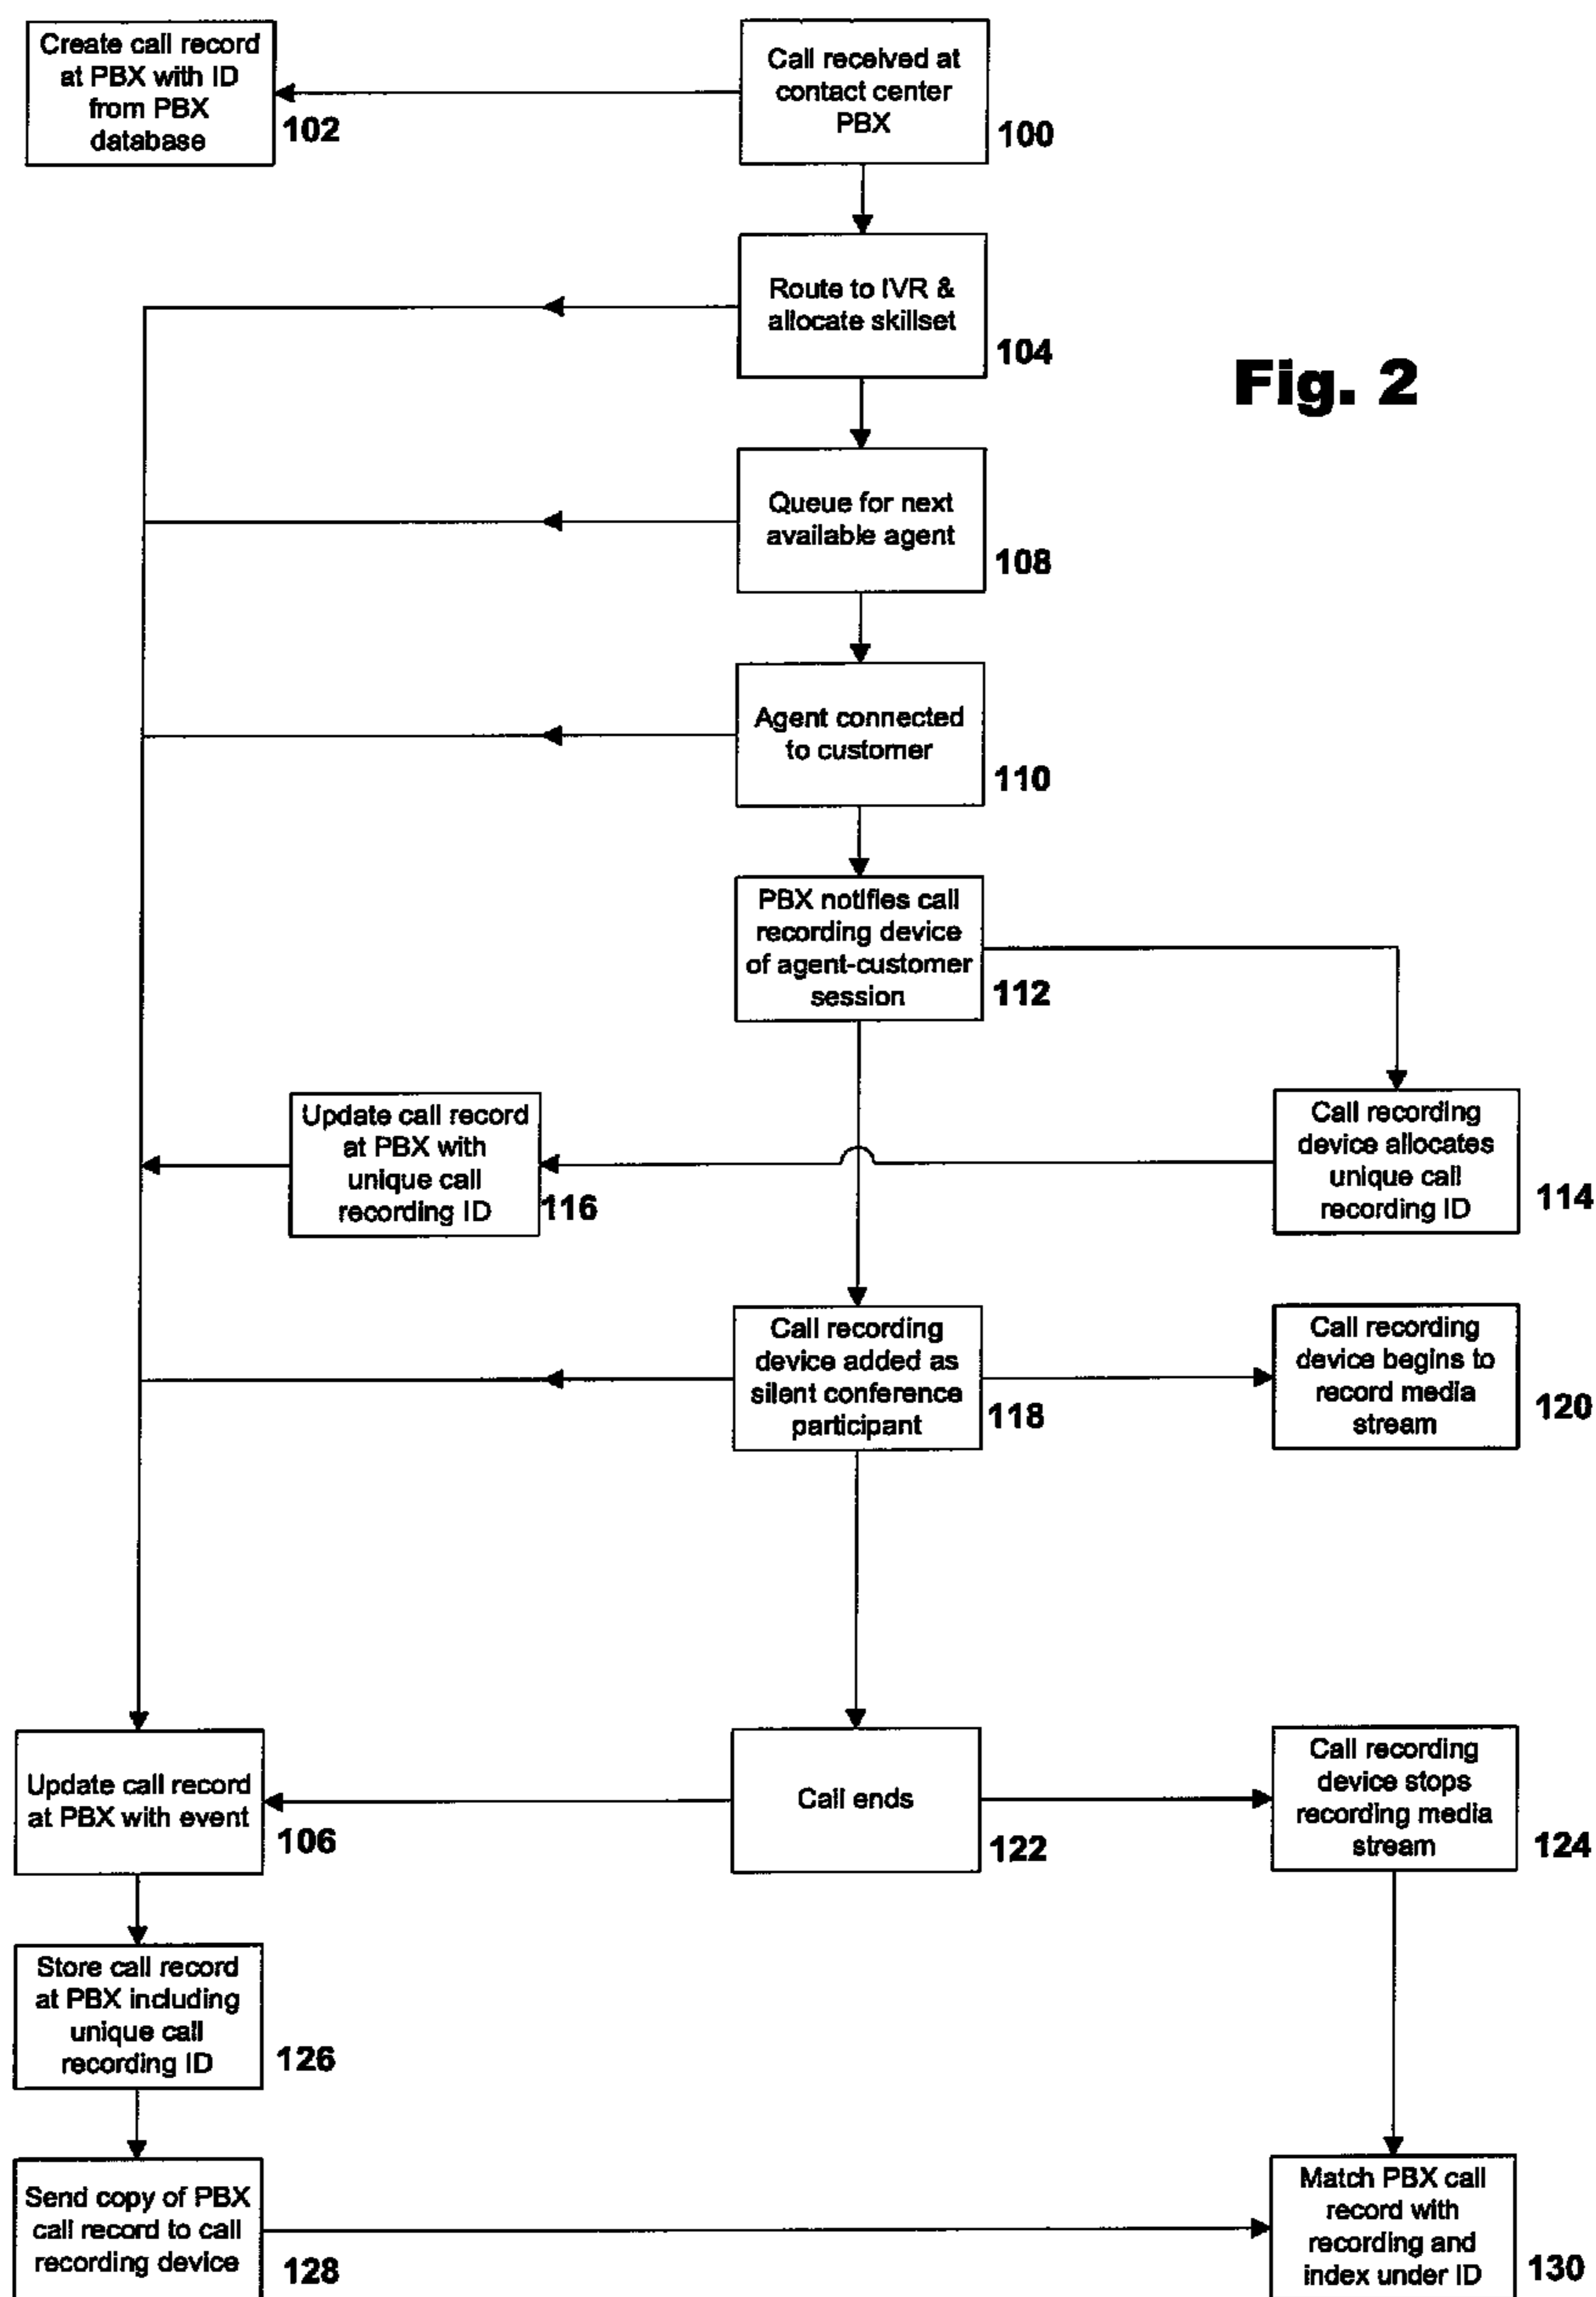 Create call record
at PBX with ID
from PBX
database
102
Call received at
contact center
PBX
100
Route to IVR &
allocate skillset
104
Fig. 2
Queue for next
available agent
108
Agent connected
to customer
110
PBX notifies call
recording device
of agent-customer
session
112
Update call record
at PBX with
unique call
recording ID
116
Call recording
device allocates
unique call
recording ID
114
Call recording
device added as
silent conference
participant
118
Call recording
device begins to
record media
stream
120
Update call record
at PBX with event
106
Call ends
122
Call recording
device stops
recording media
stream
124
Store call record
at PBX including
unique call
recording ID
126
Send copy of PBX
call record to call
recording device
128
Match PBX call
record with
recording and
index under ID
130